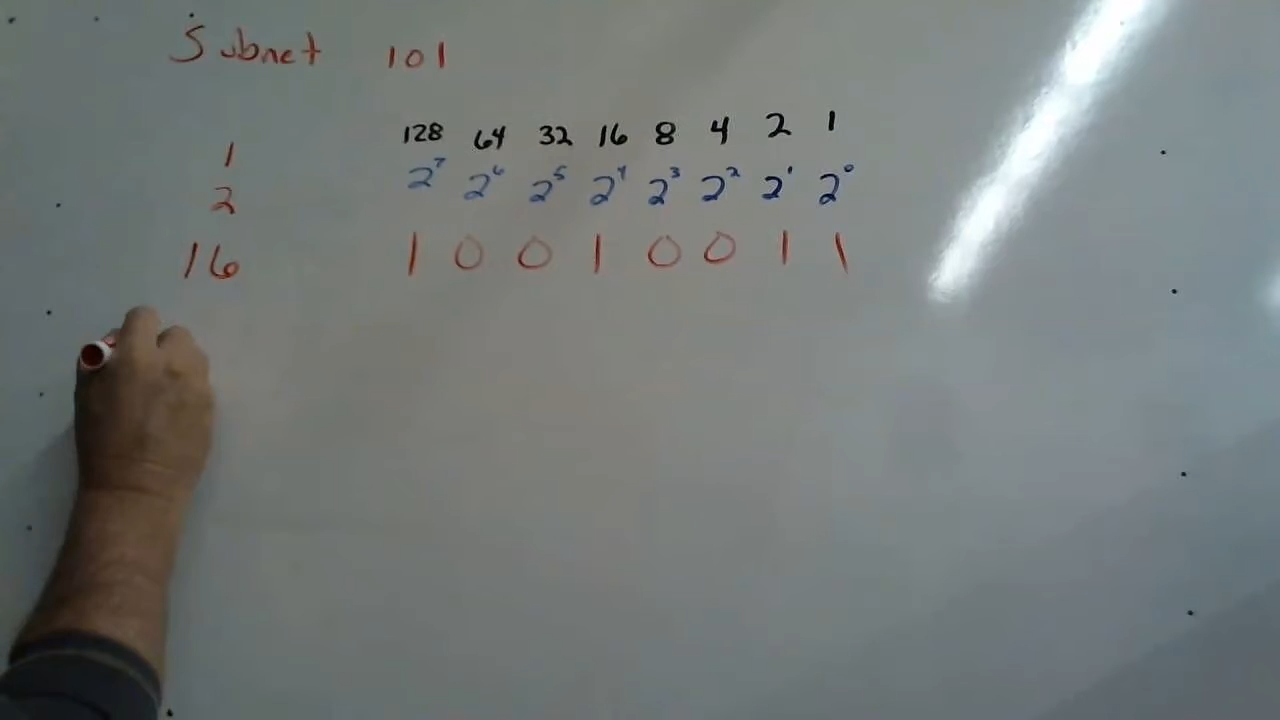 Subnet 101
128 64 32 16 8 4 2 1
1
2⁷ 2⁶ 2⁵ 2⁴ 2³ 2² 2¹ 2⁰
2
16 1 0 0 1 0 0 1 1